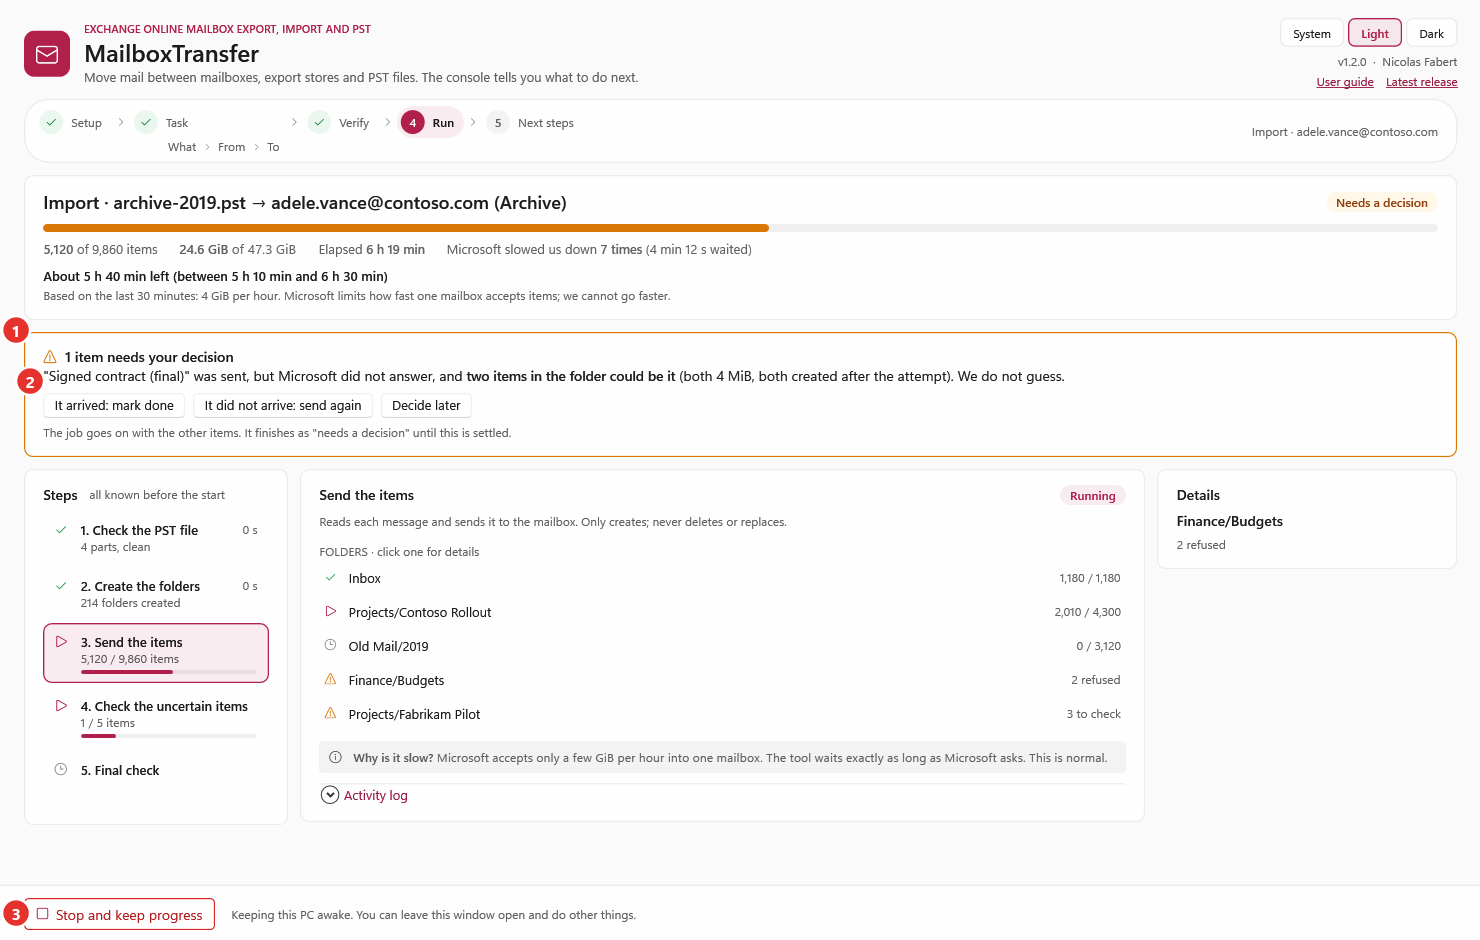 EXCHANGE ONLINE MAILBOX EXPORT, IMPORT AND PST
MailboxTransfer
Move mail between mailboxes, export stores and PST files. The console tells you what to do next.
System Light Dark
v1.2.0 · Nicolas Fabert
User guide Latest release
Setup Task Verify 4 Run 5 Next steps
What From To
Import · adele.vance@contoso.com
Import · archive-2019.pst → adele.vance@contoso.com (Archive)
Needs a decision
5,120 of 9,860 items 24.6 GiB of 47.3 GiB Elapsed 6 h 19 min Microsoft slowed us down 7 times (4 min 12 s waited)
About 5 h 40 min left (between 5 h 10 min and 6 h 30 min)
Based on the last 30 minutes: 4 GiB per hour. Microsoft limits how fast one mailbox accepts items; we cannot go faster.
1
1 item needs your decision
2
"Signed contract (final)" was sent, but Microsoft did not answer, and two items in the folder could be it (both 4 MiB, both created after the attempt). We do not guess.
It arrived: mark done It did not arrive: send again Decide later
The job goes on with the other items. It finishes as "needs a decision" until this is settled.
Steps all known before the start
1. Check the PST file 0 s
4 parts, clean
2. Create the folders 0 s
214 folders created
3. Send the items
5,120 / 9,860 items
4. Check the uncertain items
1 / 5 items
5. Final check
Send the items Running
Reads each message and sends it to the mailbox. Only creates; never deletes or replaces.
FOLDERS · click one for details
Inbox 1,180 / 1,180
Projects/Contoso Rollout 2,010 / 4,300
Old Mail/2019 0 / 3,120
Finance/Budgets 2 refused
Projects/Fabrikam Pilot 3 to check
Why is it slow? Microsoft accepts only a few GiB per hour into one mailbox. The tool waits exactly as long as Microsoft asks. This is normal.
Activity log
Details
Finance/Budgets
2 refused
3
Stop and keep progress
Keeping this PC awake. You can leave this window open and do other things.